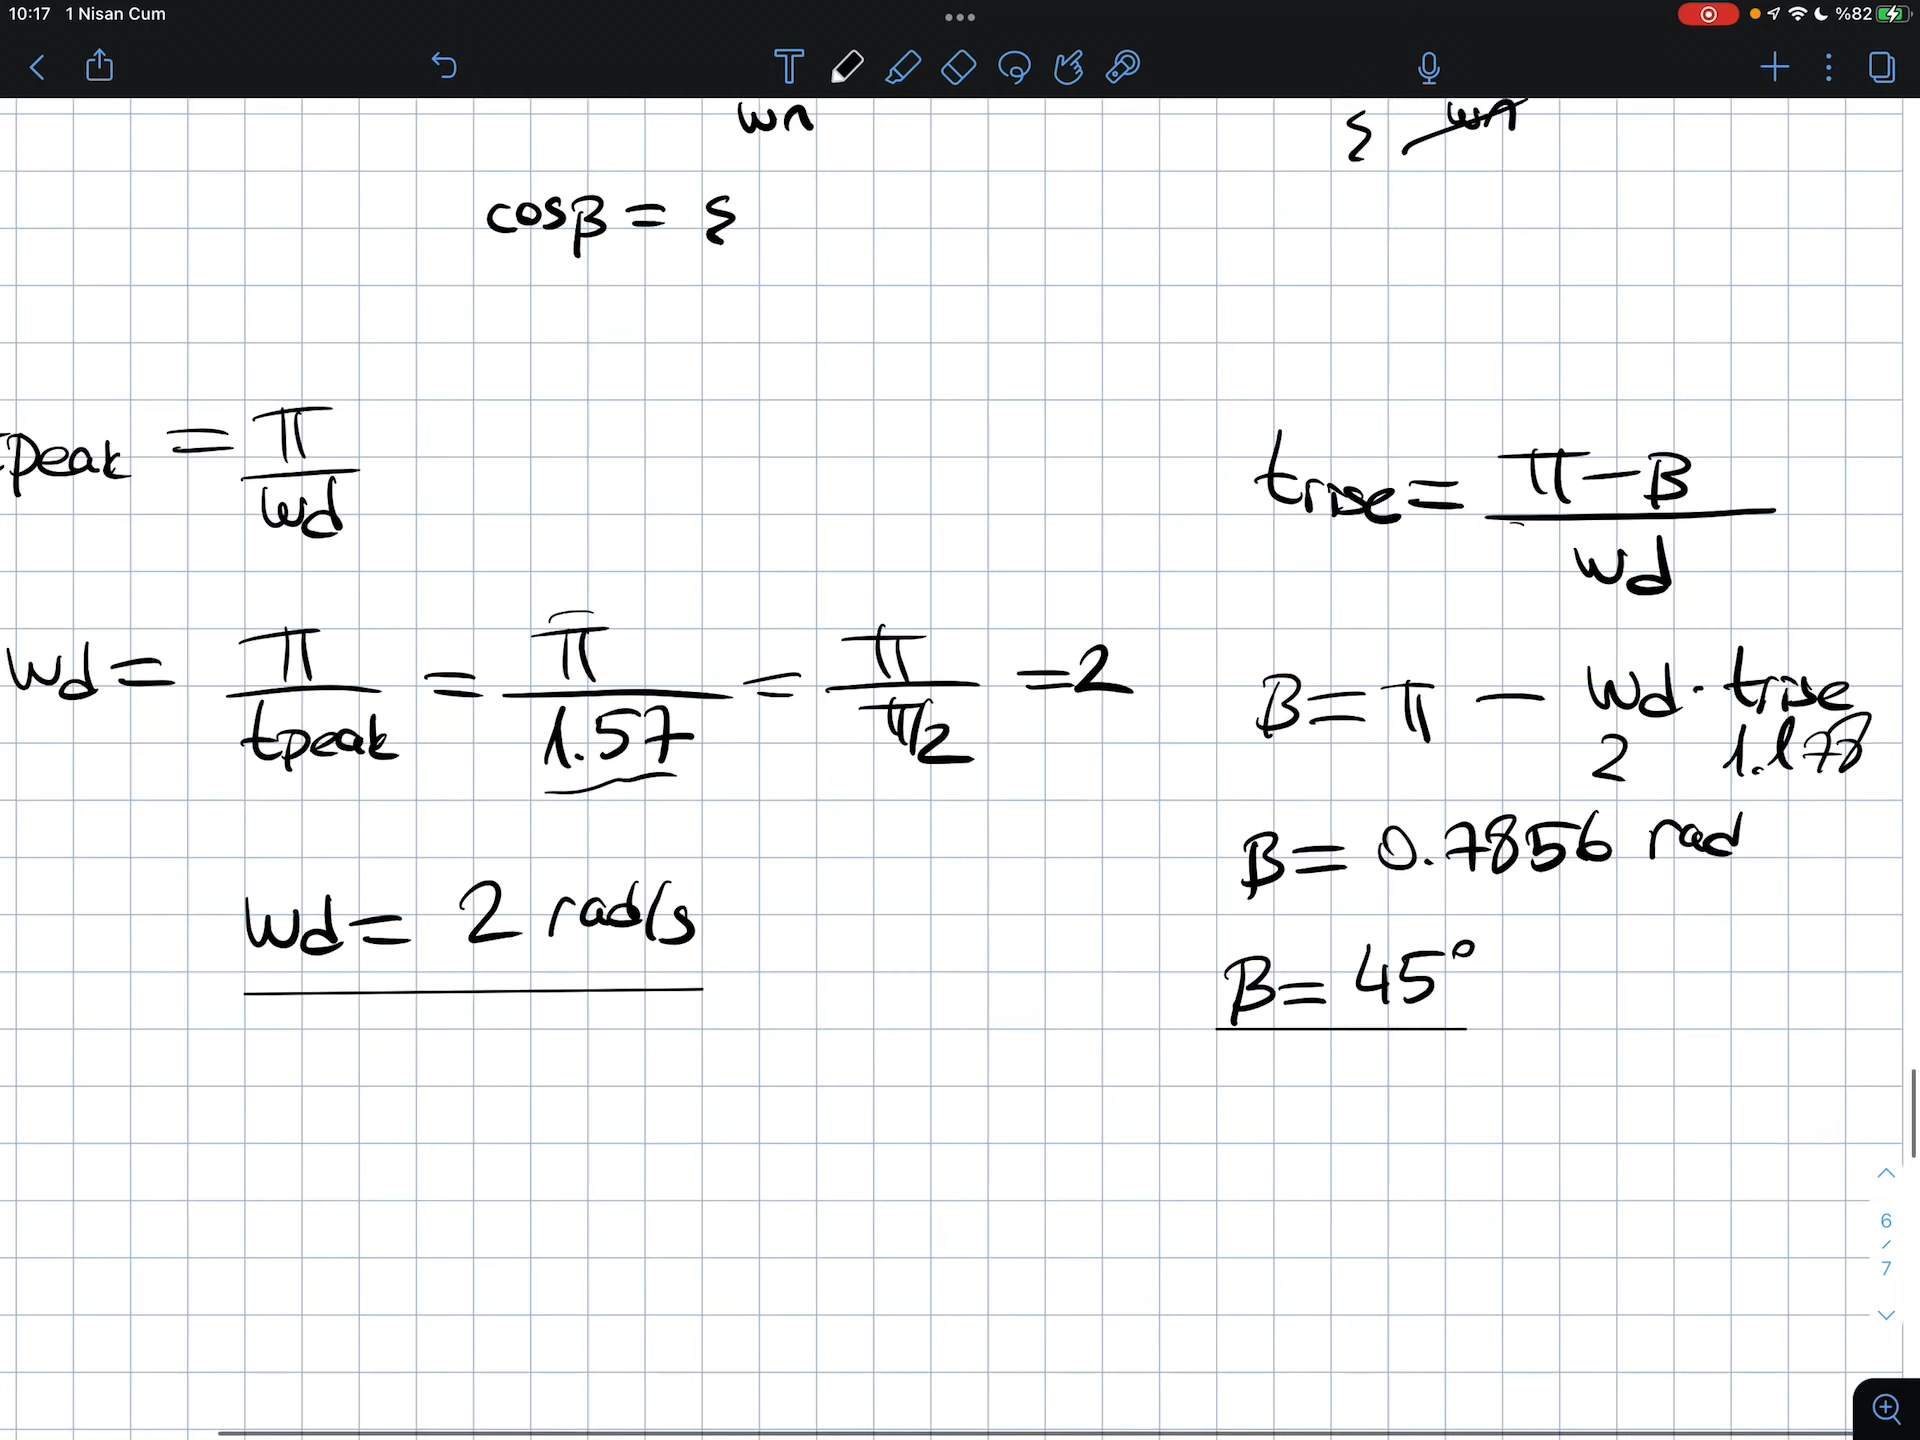 10:17 1 Nisan Cum
%82
wn
ξ wn
cosβ = ξ
tpeak = π / wd
trise = π − β / wd
wd = π / tpeak = π / 1.57 = π / π/2 = 2
β = π − wd · trise
2 1.178
β = 0.7856 rad
wd = 2 rad/s
β = 45°
6 / 7